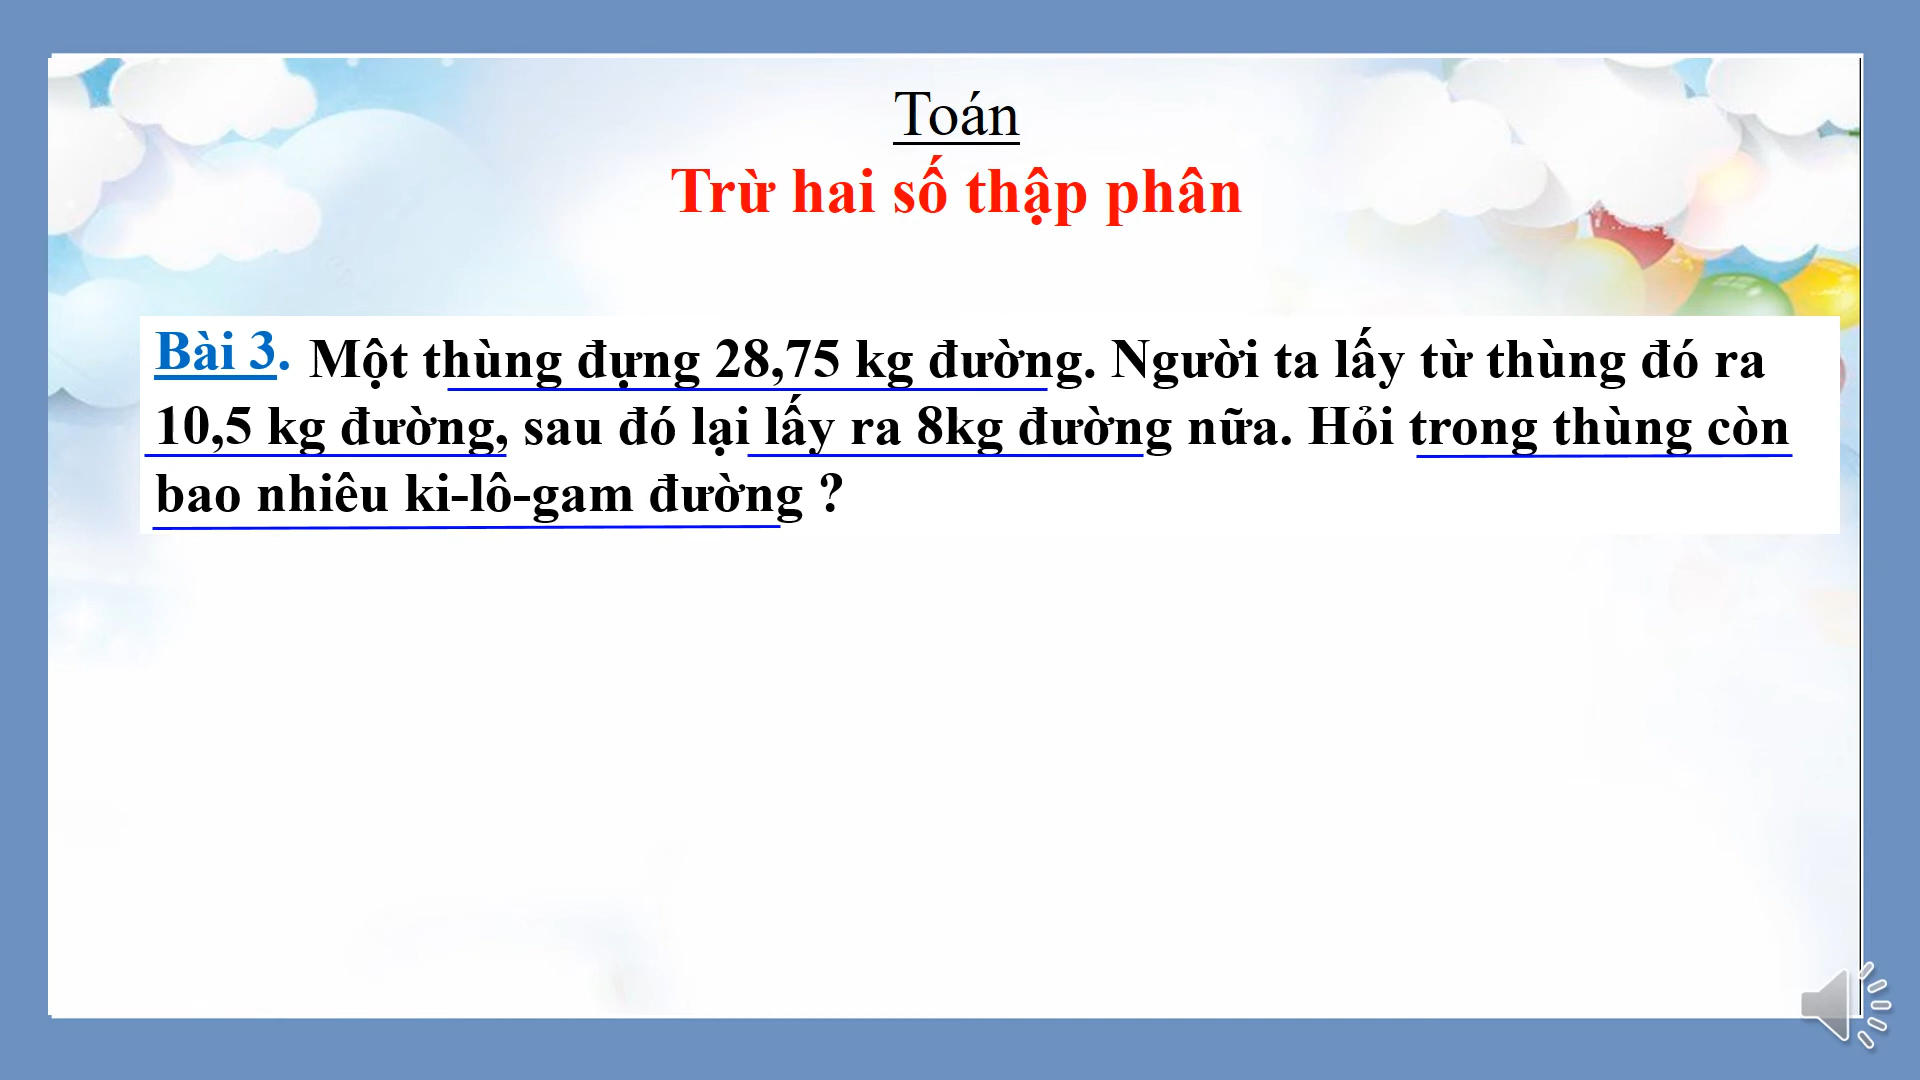 Toán
Trừ hai số thập phân
Bài 3. Một thùng đựng 28,75 kg đường. Người ta lấy từ thùng đó ra
10,5 kg đường, sau đó lại lấy ra 8kg đường nữa. Hỏi trong thùng còn
bao nhiêu ki-lô-gam đường ?